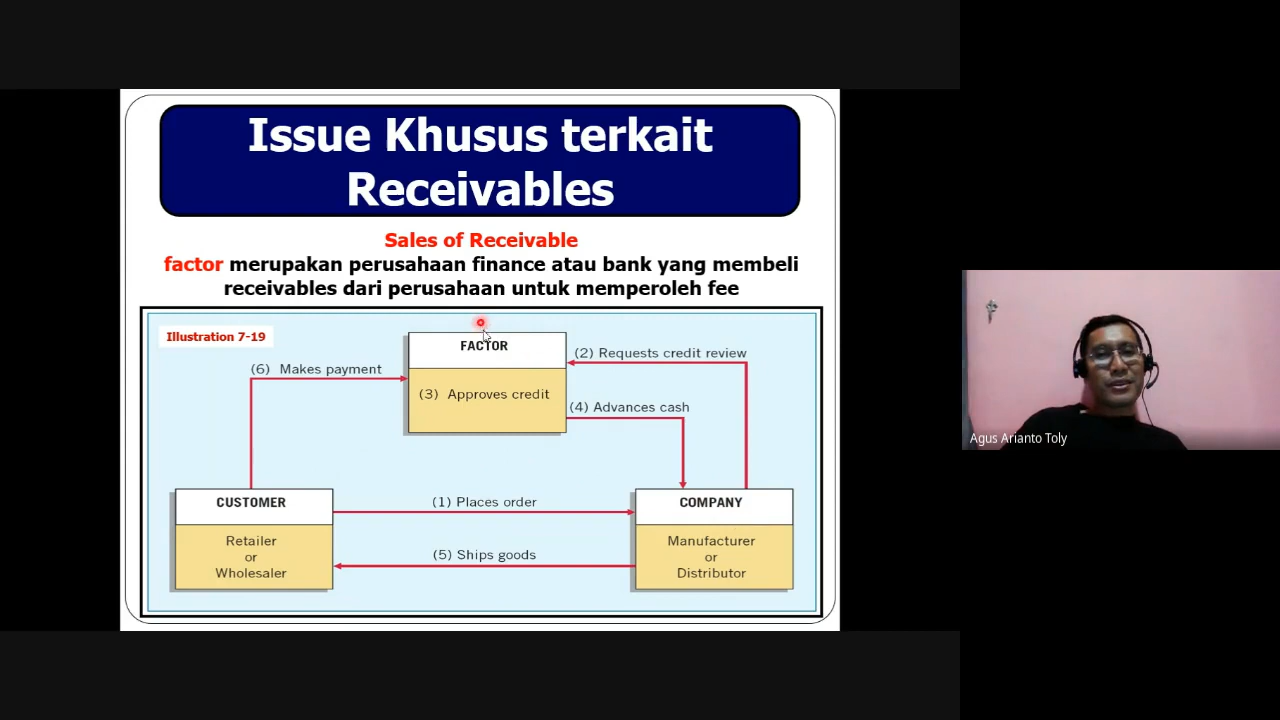 Issue Khusus terkait
Receivables
Sales of Receivable
factor merupakan perusahaan finance atau bank yang membeli
receivables dari perusahaan untuk memperoleh fee
Illustration 7-19
FACTOR
(2) Requests credit review
(6) Makes payment
(3) Approves credit
(4) Advances cash
CUSTOMER
(1) Places order
COMPANY
Retailer
or
Wholesaler
(5) Ships goods
Manufacturer
or
Distributor
Agus Arianto Toly